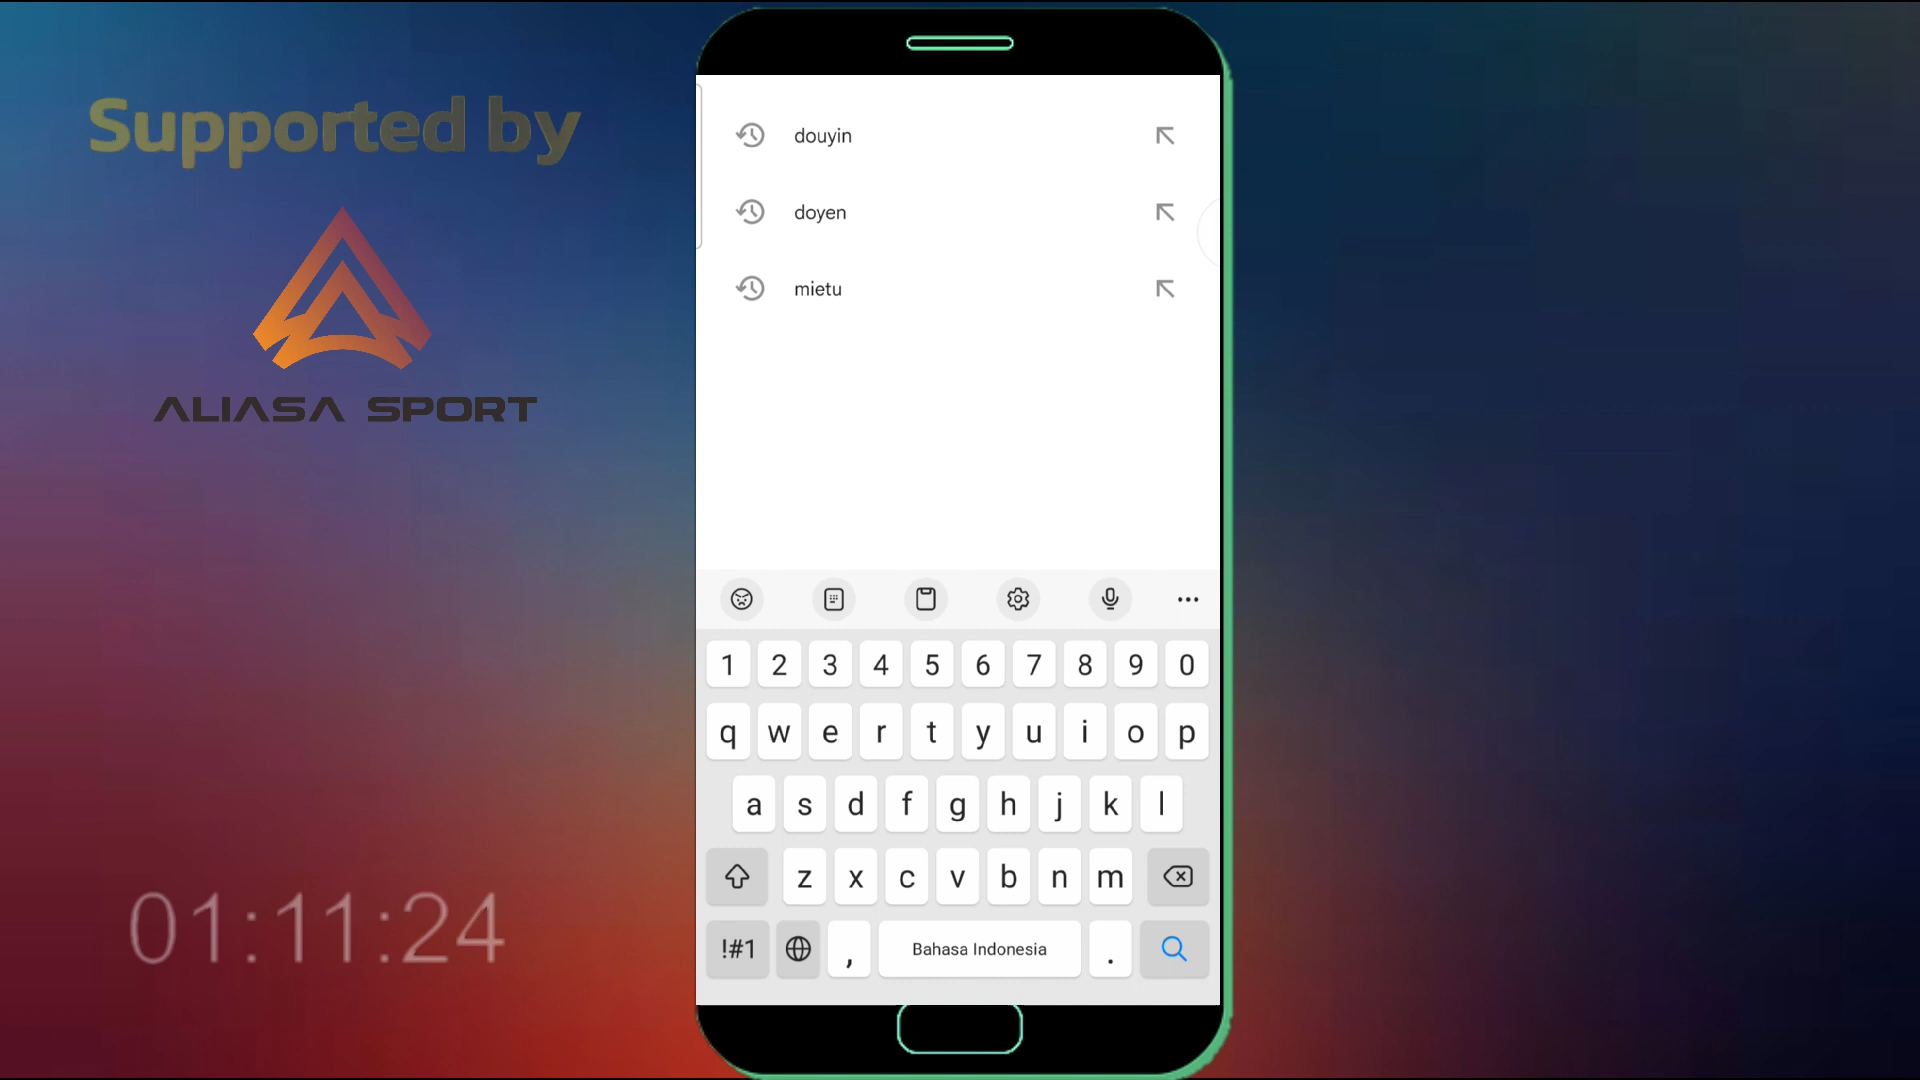 Supported by
ALIASA SPORT
01:11:24
douyin
doyen
mietu
1 2 3 4 5 6 7 8 9 0
q w e r t y u i o p
a s d f g h j k l
z x c v b n m
!#1 , Bahasa Indonesia .